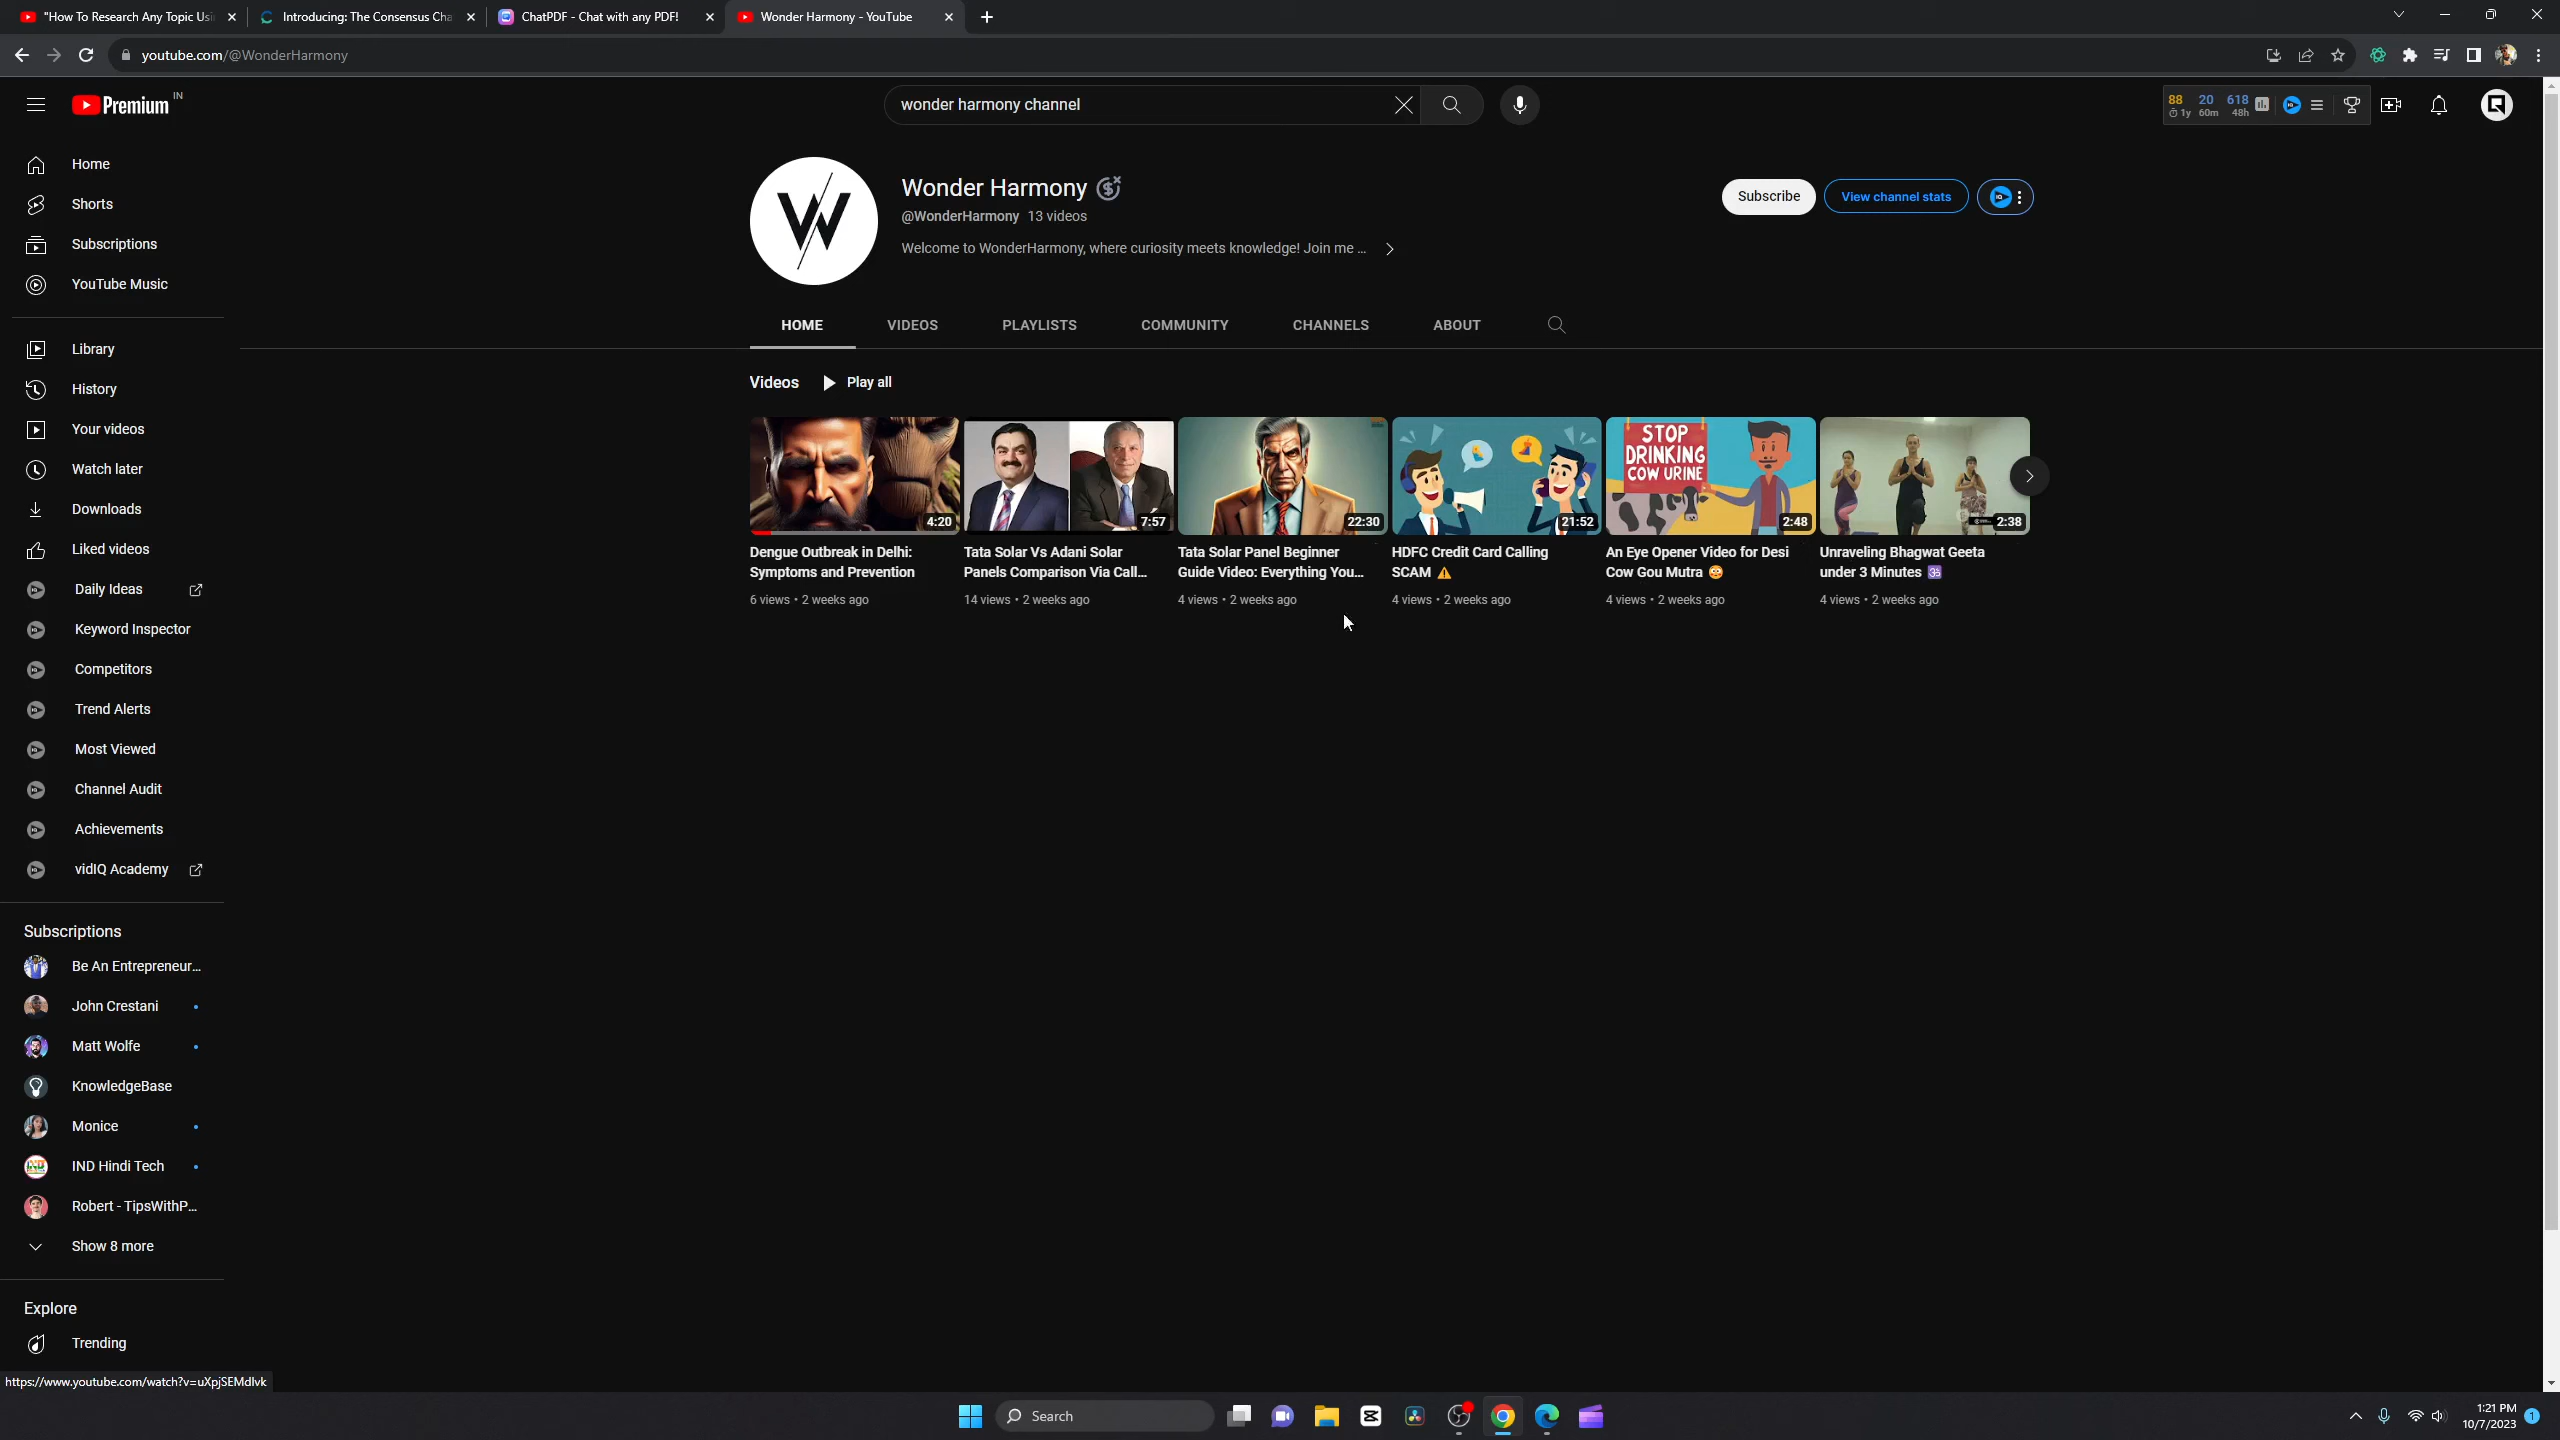 "How To Research Any Topic Usi
Introducing: The Consensus Cha
ChatPDF - Chat with any PDF!
Wonder Harmony - YouTube
youtube.com/@WonderHarmony
Premium IN
wonder harmony channel
88 20 618
1y 60m 48h
Home
Shorts
Subscriptions
YouTube Music
Library
History
Your videos
Watch later
Downloads
Liked videos
Daily Ideas
Keyword Inspector
Competitors
Trend Alerts
Most Viewed
Channel Audit
Achievements
vidIQ Academy
Subscriptions
Be An Entrepreneur...
John Crestani
Matt Wolfe
KnowledgeBase
Monice
IND Hindi Tech
Robert - TipsWithP...
Show 8 more
Explore
Trending
https://www.youtube.com/watch?v=uXpjSEMdlvk
W
Wonder Harmony
@WonderHarmony 13 videos
Welcome to WonderHarmony, where curiosity meets knowledge! Join me ...
Subscribe
View channel stats
HOME
VIDEOS
PLAYLISTS
COMMUNITY
CHANNELS
ABOUT
Videos
Play all
4:20
Dengue Outbreak in Delhi:
Symptoms and Prevention
6 views • 2 weeks ago
7:57
Tata Solar Vs Adani Solar
Panels Comparison Via Call...
14 views • 2 weeks ago
22:30
Tata Solar Panel Beginner
Guide Video: Everything You...
4 views • 2 weeks ago
21:52
HDFC Credit Card Calling
SCAM ⚠
4 views • 2 weeks ago
STOP
DRINKING
COW URINE
2:48
An Eye Opener Video for Desi
Cow Gou Mutra 😳
4 views • 2 weeks ago
2:38
Unraveling Bhagwat Geeta
under 3 Minutes 🕉
4 views • 2 weeks ago
Search
1:21 PM
10/7/2023
1